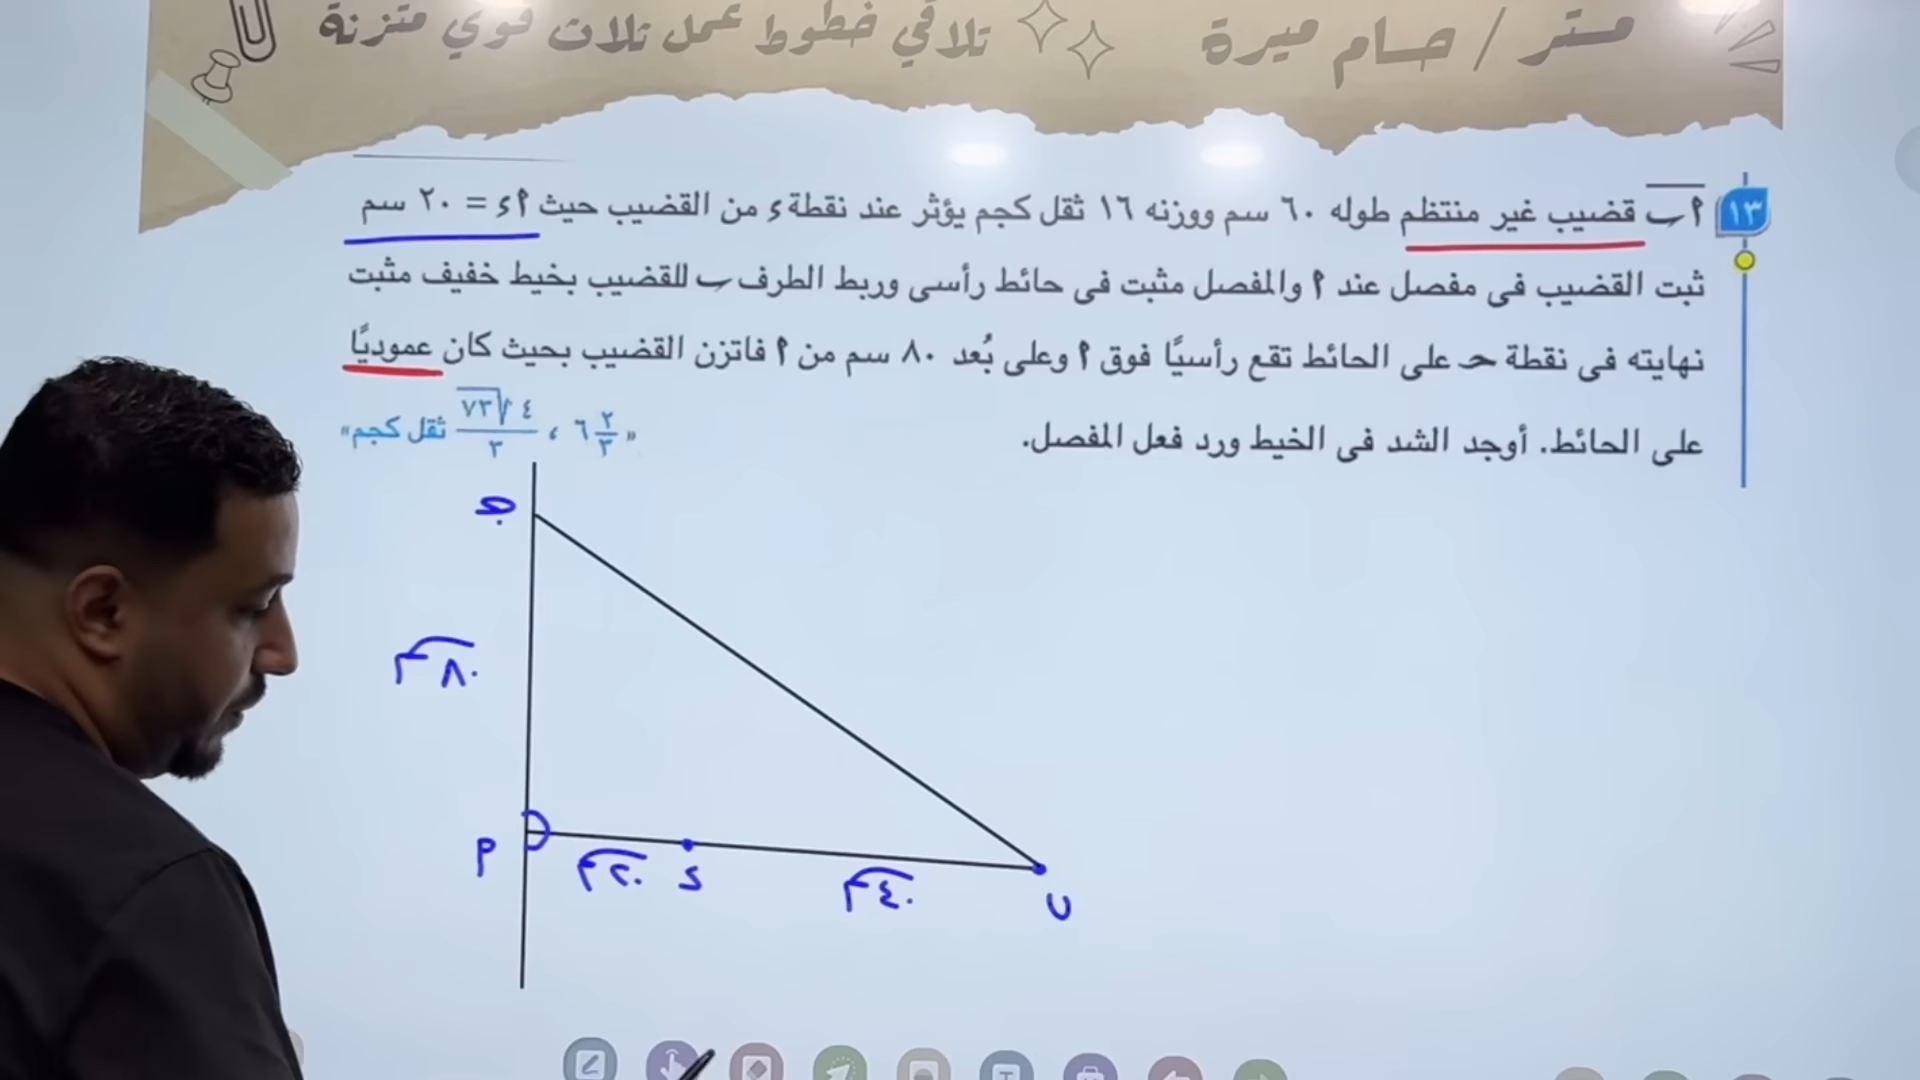 مستر / حسام ميرة
تلاقي خطوط عمل تلات قوي متزنة
١٣
أب قضيب غير منتظم طوله ٦٠ سم ووزنه ١٦ ثقل كجم يؤثر عند نقطة ء من القضيب حيث أء = ٢٠ سم
ثبت القضيب فى مفصل عند أ والمفصل مثبت فى حائط رأسى وربط الطرف ب للقضيب بخيط خفيف مثبت
نهايته فى نقطة حـ على الحائط تقع رأسيًا فوق أ وعلى بُعد ٨٠ سم من أ فاتزن القضيب بحيث كان عموديًا
على الحائط. أوجد الشد فى الخيط ورد فعل المفصل.
« ٦ ٢/٣ ، ٤√٧٣/٣ ثقل كجم»
جـ
٨٠سم
أ
٢٠سم
ء
٤٠سم
ب